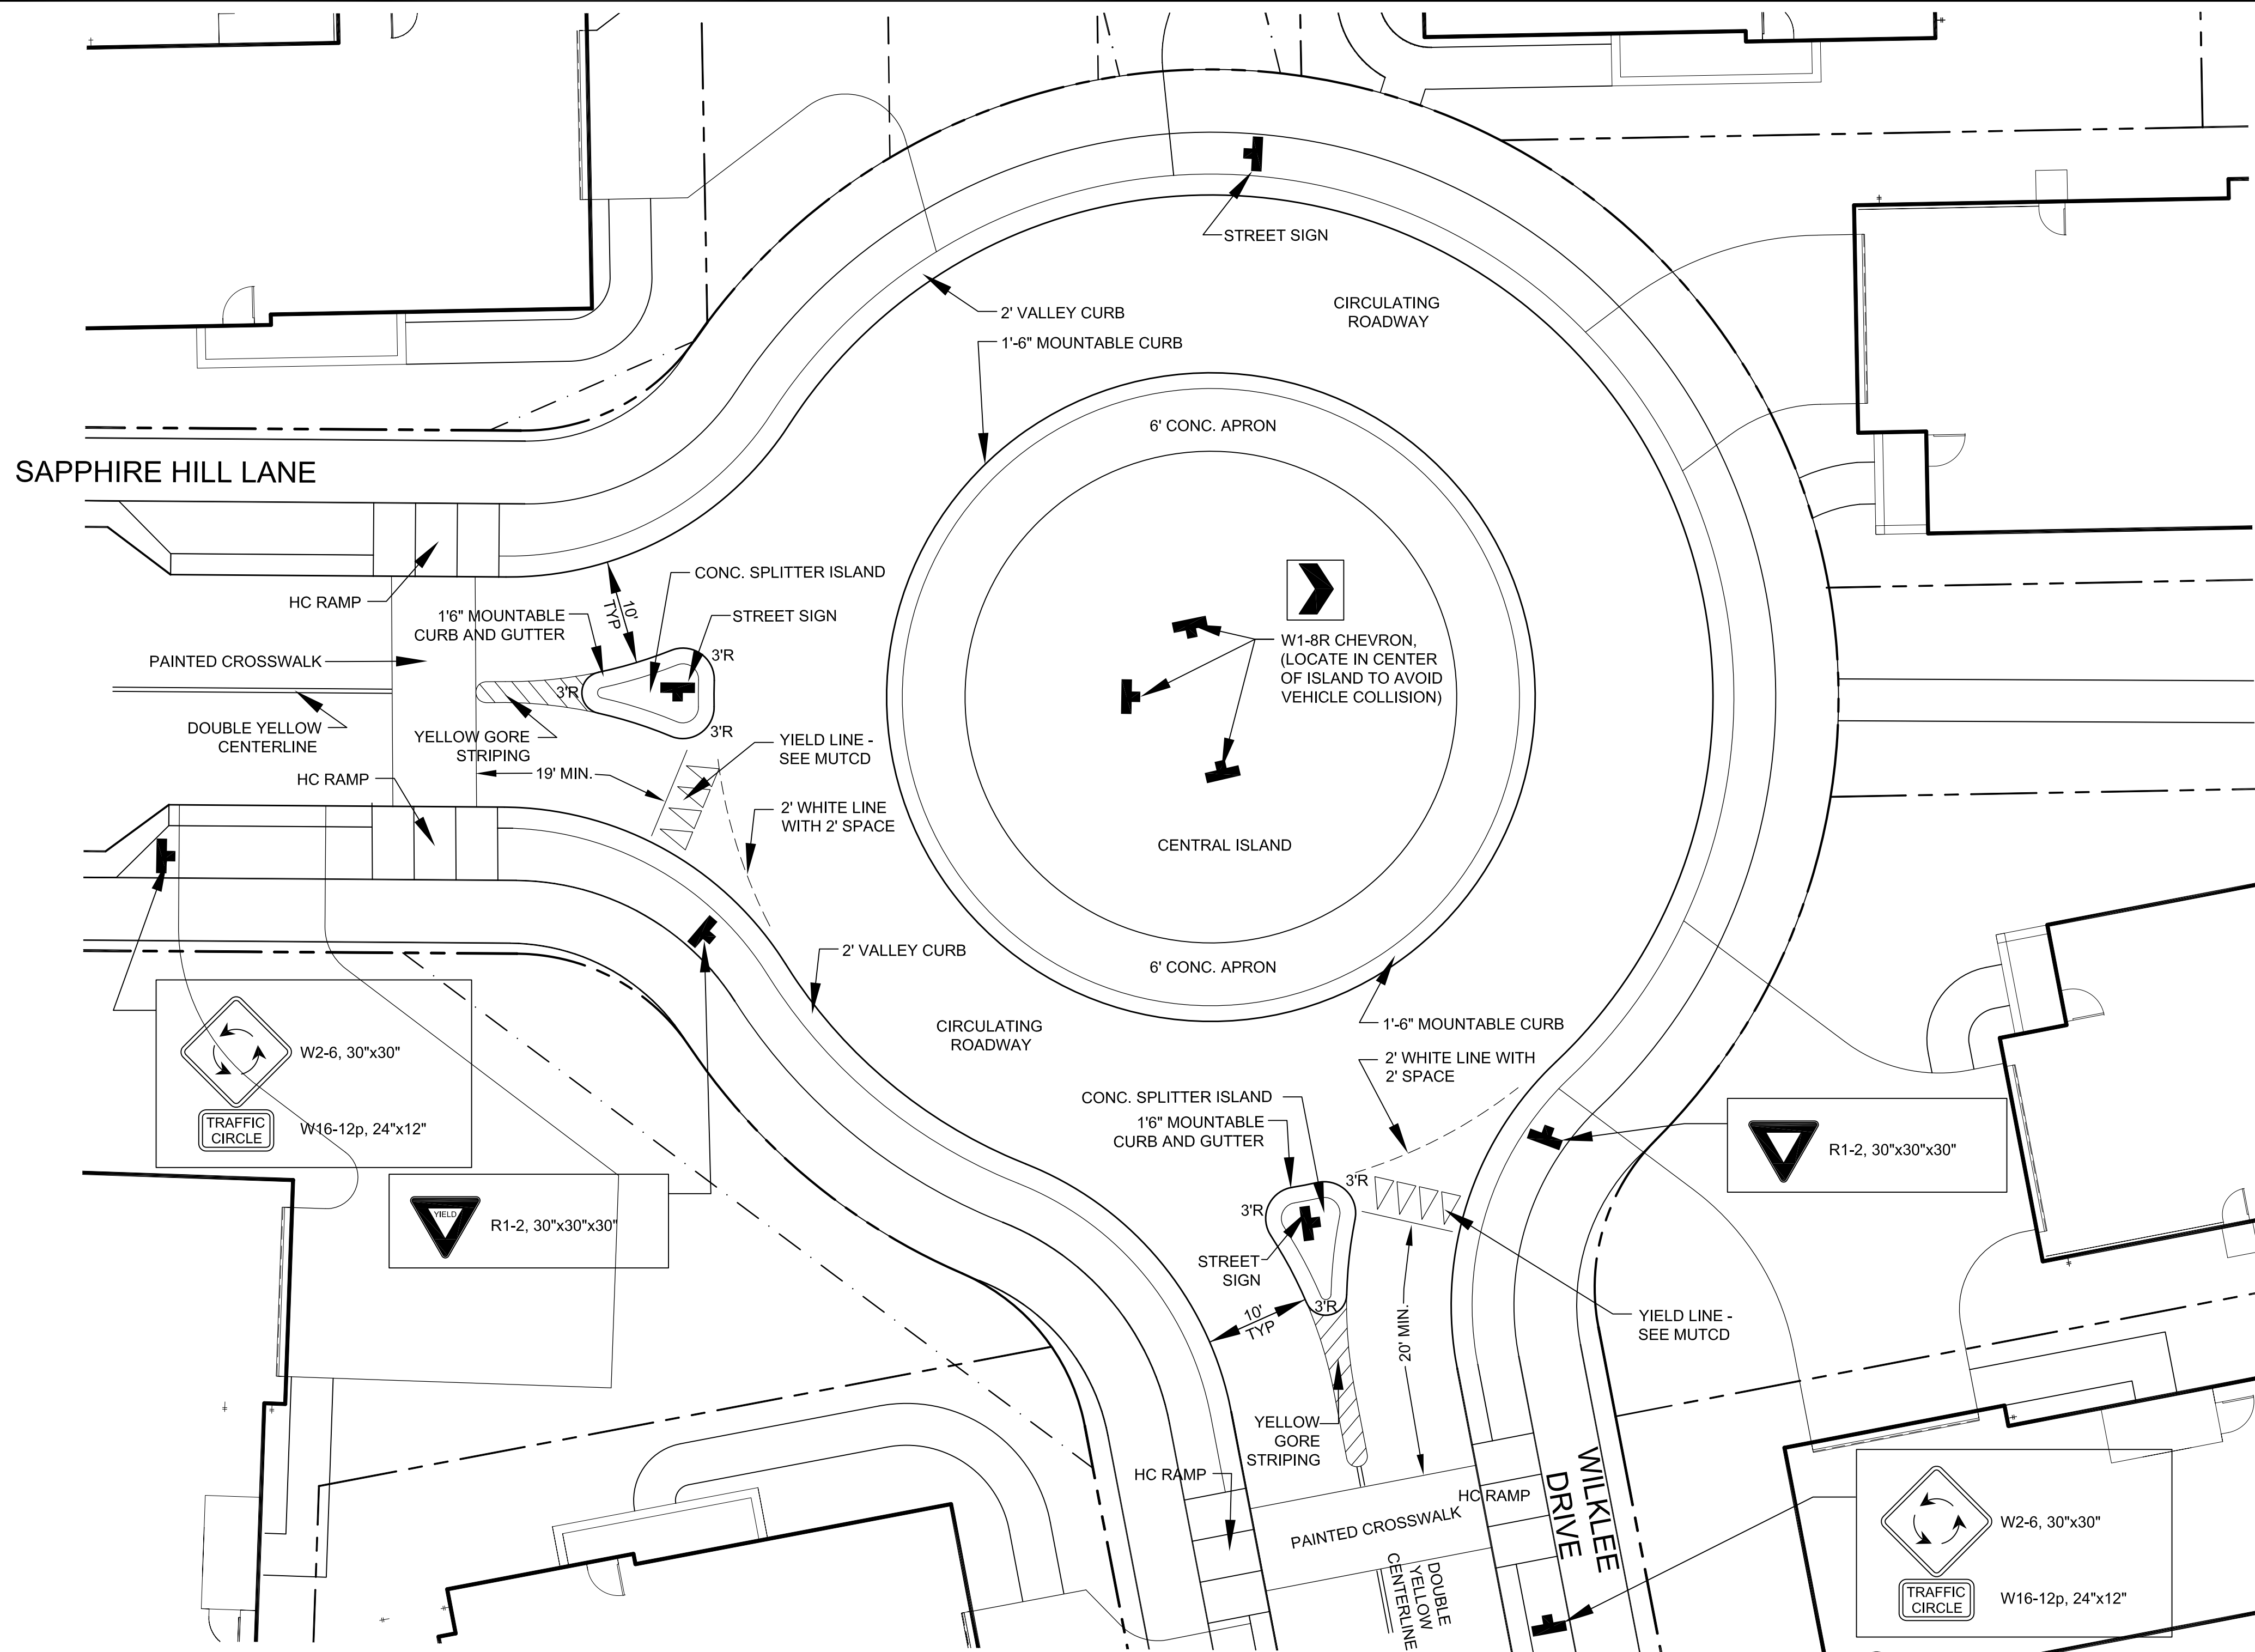 STREET SIGN
2' VALLEY CURB
1'-6" MOUNTABLE CURB
CIRCULATING
ROADWAY
6' CONC. APRON
SAPPHIRE HILL LANE
HC RAMP
CONC. SPLITTER ISLAND
1'6" MOUNTABLE
CURB AND GUTTER
10'
TYP
STREET SIGN
3'R
3'R
3'R
PAINTED CROSSWALK
DOUBLE YELLOW
CENTERLINE
YELLOW GORE
STRIPING
HC RAMP
19' MIN.
YIELD LINE -
SEE MUTCD
2' WHITE LINE
WITH 2' SPACE
W1-8R CHEVRON,
(LOCATE IN CENTER
OF ISLAND TO AVOID
VEHICLE COLLISION)
CENTRAL ISLAND
2' VALLEY CURB
6' CONC. APRON
1'-6" MOUNTABLE CURB
CIRCULATING
ROADWAY
2' WHITE LINE WITH
2' SPACE
W2-6, 30"x30"
TRAFFIC
CIRCLE
W16-12p, 24"x12"
YIELD
R1-2, 30"x30"x30"
CONC. SPLITTER ISLAND
1'6" MOUNTABLE
CURB AND GUTTER
3'R
3'R
3'R
STREET
SIGN
10'
TYP
20' MIN.
R1-2, 30"x30"x30"
YIELD LINE -
SEE MUTCD
YELLOW
GORE
STRIPING
HC RAMP
HC RAMP
PAINTED CROSSWALK
DOUBLE
YELLOW
CENTERLINE
WILKLEE
DRIVE
W2-6, 30"x30"
TRAFFIC
CIRCLE
W16-12p, 24"x12"